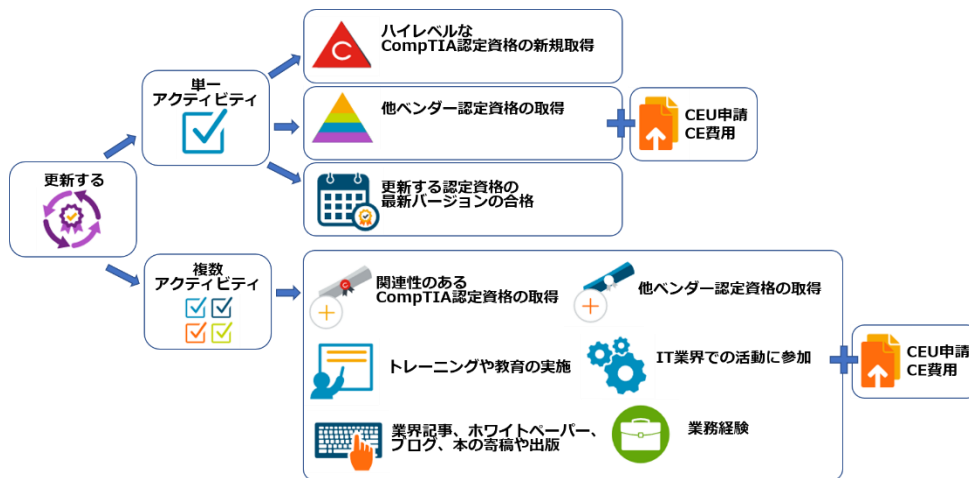 更新する
単一
アクティビティ
ハイレベルな
CompTIA認定資格の新規取得
他ベンダー認定資格の取得
CEU申請
CE費用
更新する認定資格の
最新バージョンの合格
複数
アクティビティ
関連性のある
CompTIA認定資格の取得
他ベンダー認定資格の取得
トレーニングや教育の実施
IT業界での活動に参加
業界記事、ホワイトペーパー、
ブログ、本の寄稿や出版
業務経験
CEU申請
CE費用